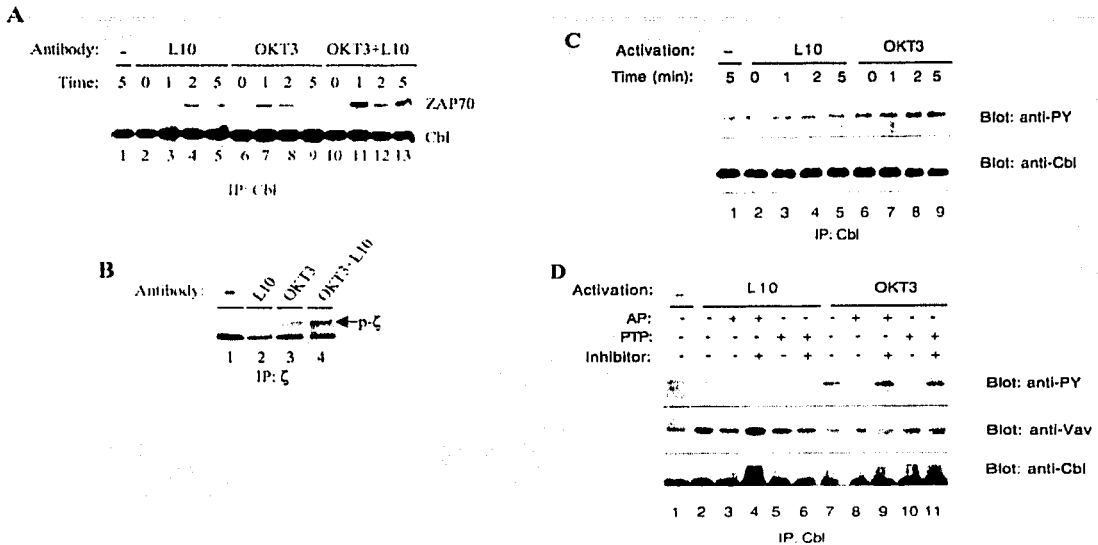 A
Antibody: - L10 OKT3 OKT3+L10
Time: 5 0 1 2 5 0 1 2 5 0 1 2 5
ZAP70
Cbl
1 2 3 4 5 6 7 8 9 10 11 12 13
IP: Cbl
B
Antibody: - L10 OKT3 OKT3+L10
p-ζ
1 2 3 4
IP: ζ
C
Activation: - L10 OKT3
Time (min): 5 0 1 2 5 0 1 2 5
Blot: anti-PY
Blot: anti-Cbl
1 2 3 4 5 6 7 8 9
IP: Cbl
D
Activation: - L10 OKT3
AP: - - + + - - - + + - -
PTP: - - - - + + - - - + +
Inhibitor: - - - + - + - - + - +
Blot: anti-PY
Blot: anti-Vav
Blot: anti-Cbl
1 2 3 4 5 6 7 8 9 10 11
IP: Cbl